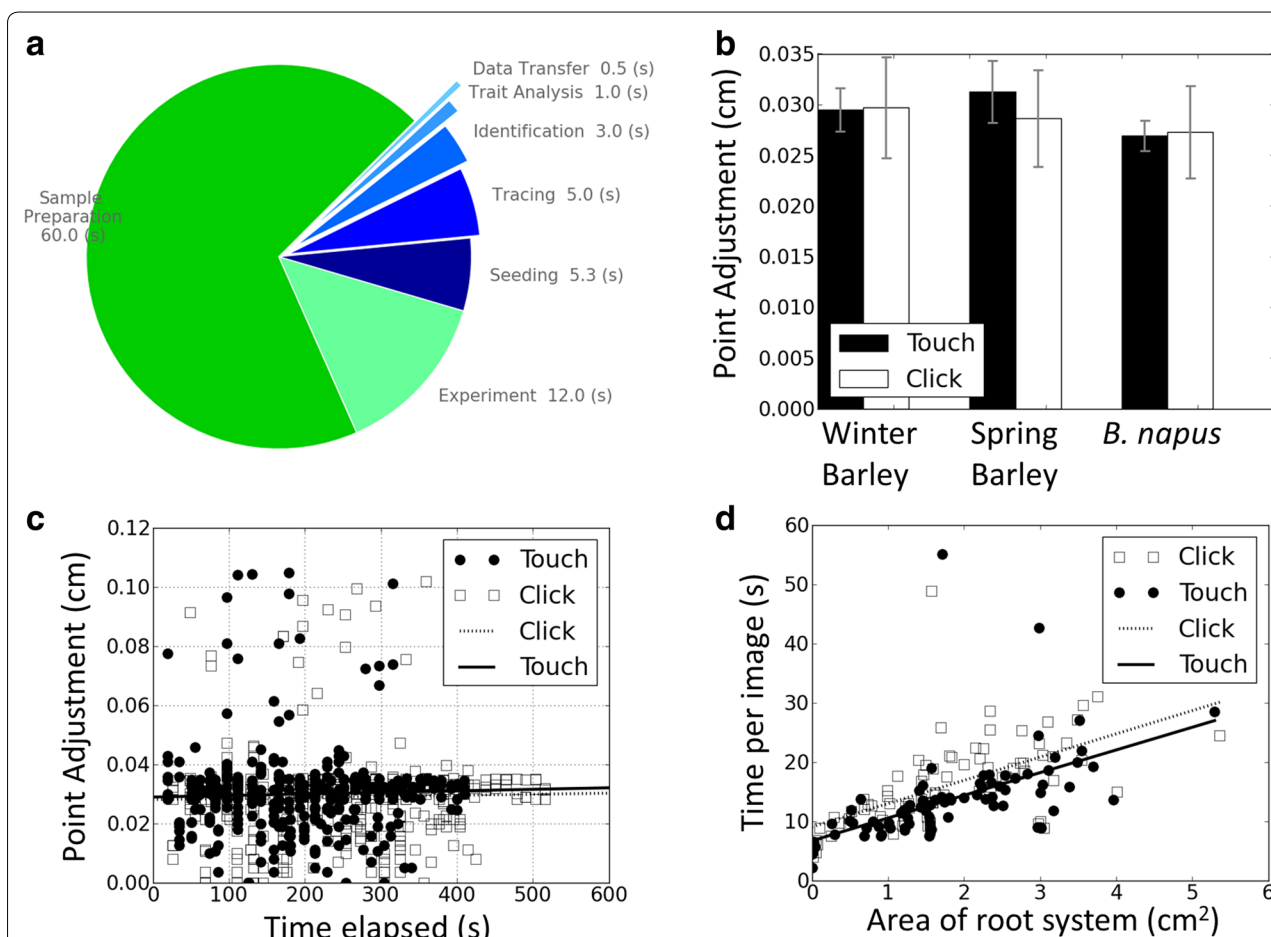 a
Data Transfer 0.5 (s)
Trait Analysis 1.0 (s)
Identification 3.0 (s)
Tracing 5.0 (s)
Sample
Preparation
60.0 (s)
Seeding 5.3 (s)
Experiment 12.0 (s)
b
Point Adjustment (cm)
0.035
0.030
0.025
0.020
0.015
0.010
0.005
0.000
Touch
Click
Winter
Barley
Spring
Barley
B. napus
c
Point Adjustment (cm)
0.12
0.10
0.08
0.06
0.04
0.02
0.00
Touch
Click
Click
Touch
0 100 200 300 400 500 600
Time elapsed (s)
d
Time per image (s)
60
50
40
30
20
10
0
Click
Touch
Click
Touch
0 1 2 3 4 5 6
Area of root system (cm²)